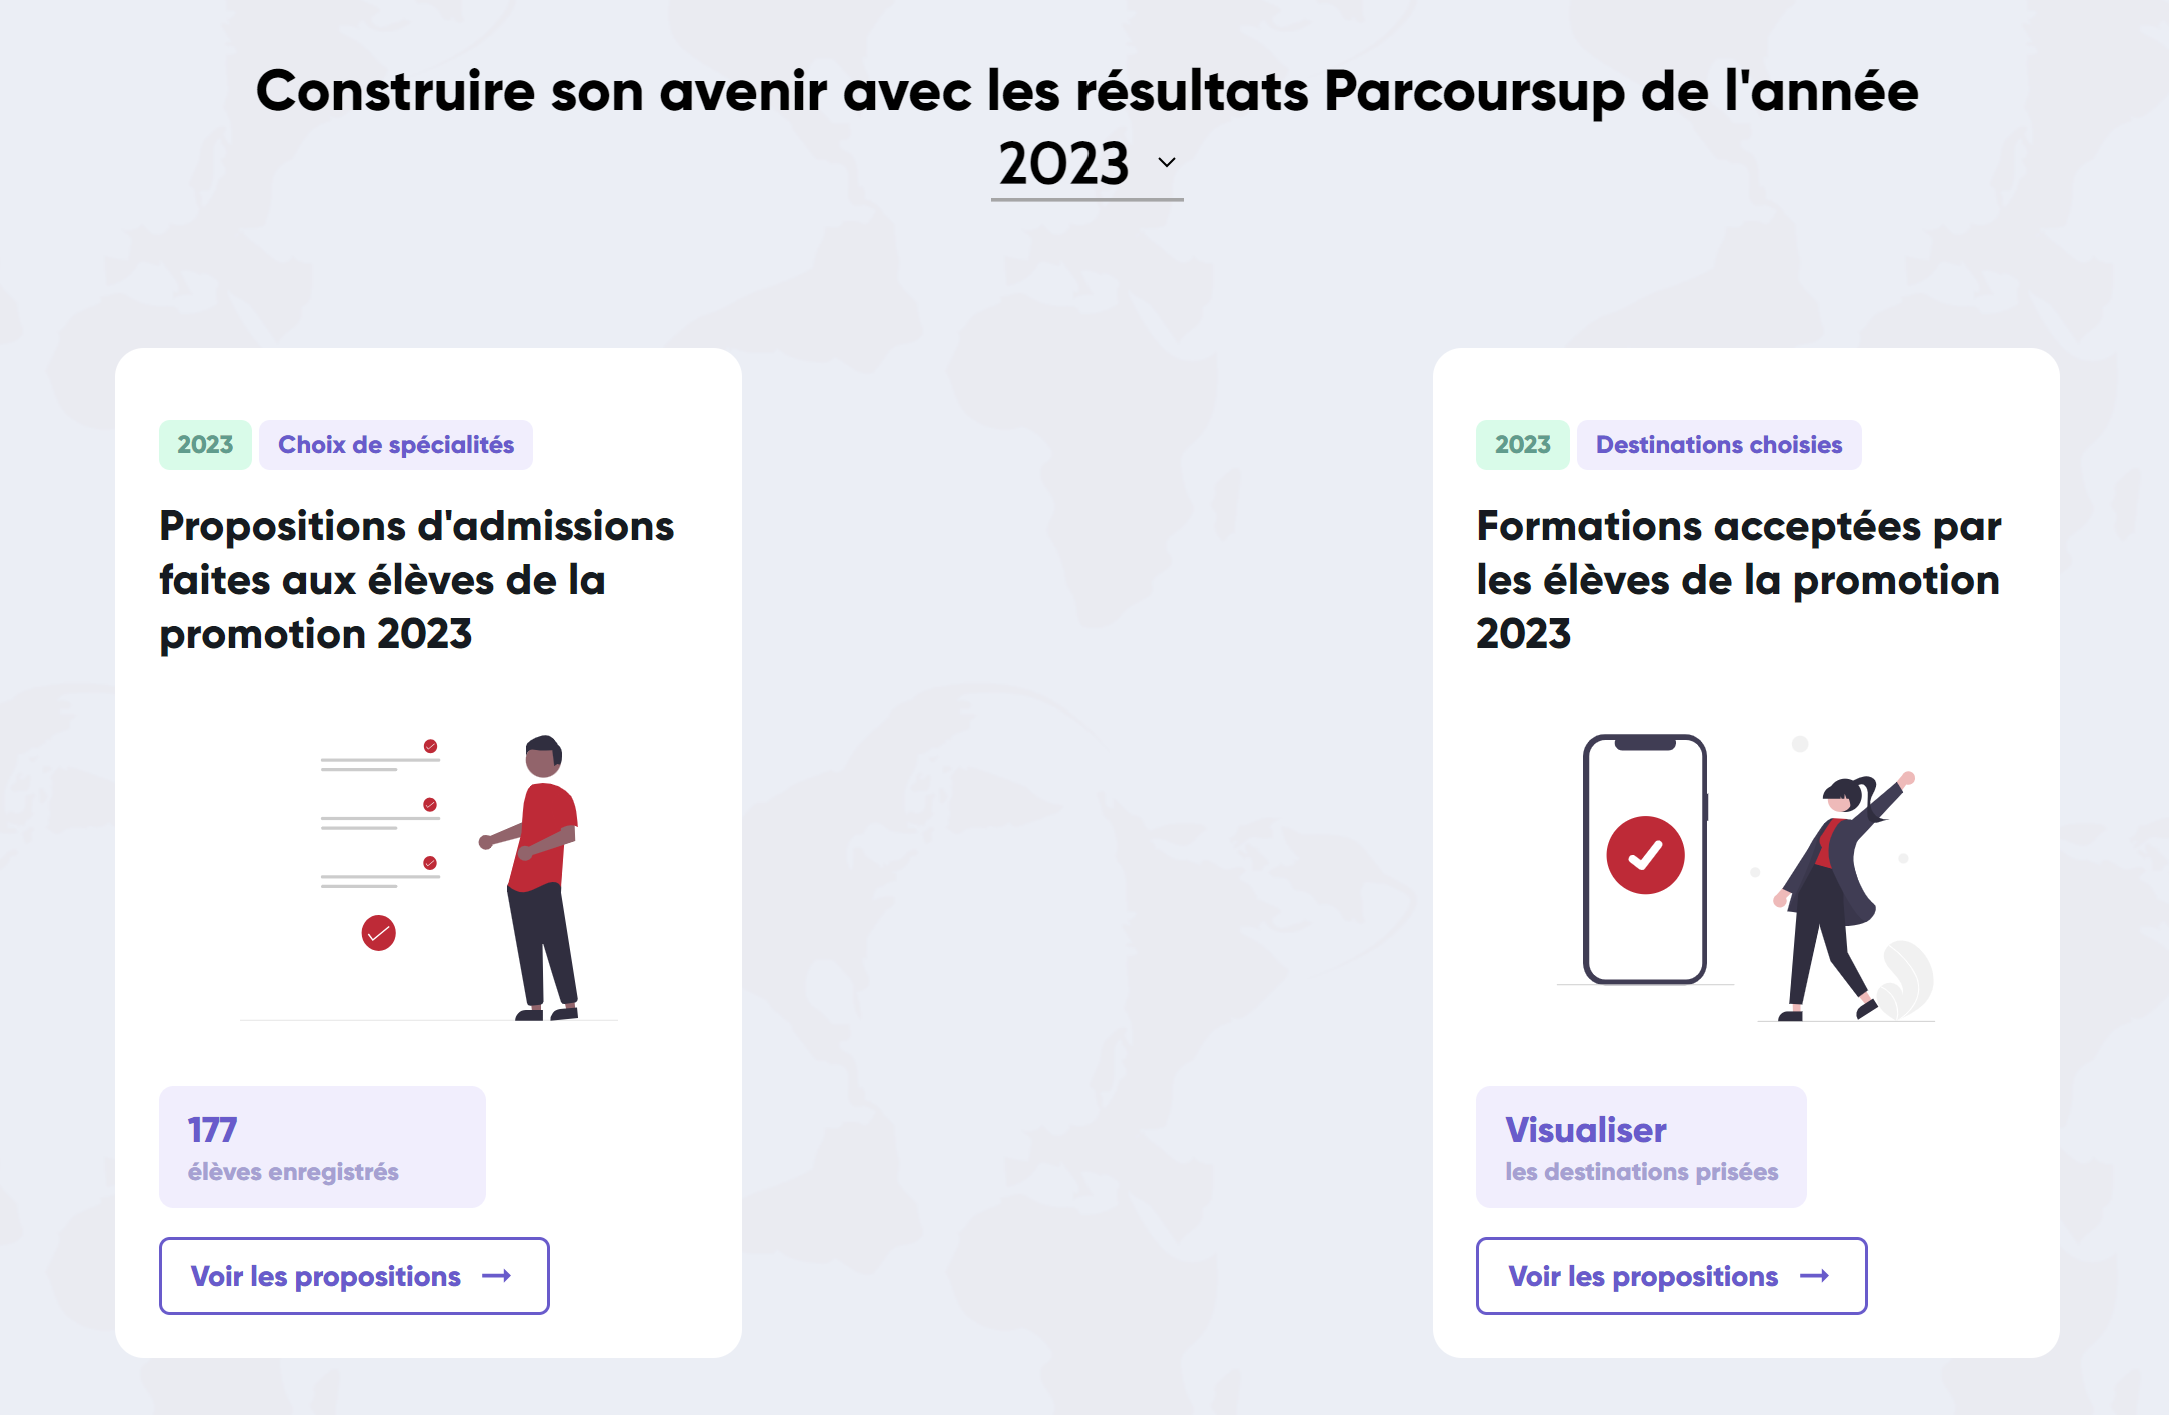 Construire son avenir avec les résultats Parcoursup de l'année
2023
2023
Choix de spécialités
Propositions d'admissions
faites aux élèves de la
promotion 2023
177
élèves enregistrés
Voir les propositions
2023
Destinations choisies
Formations acceptées par
les élèves de la promotion
2023
Visualiser
les destinations prisées
Voir les propositions